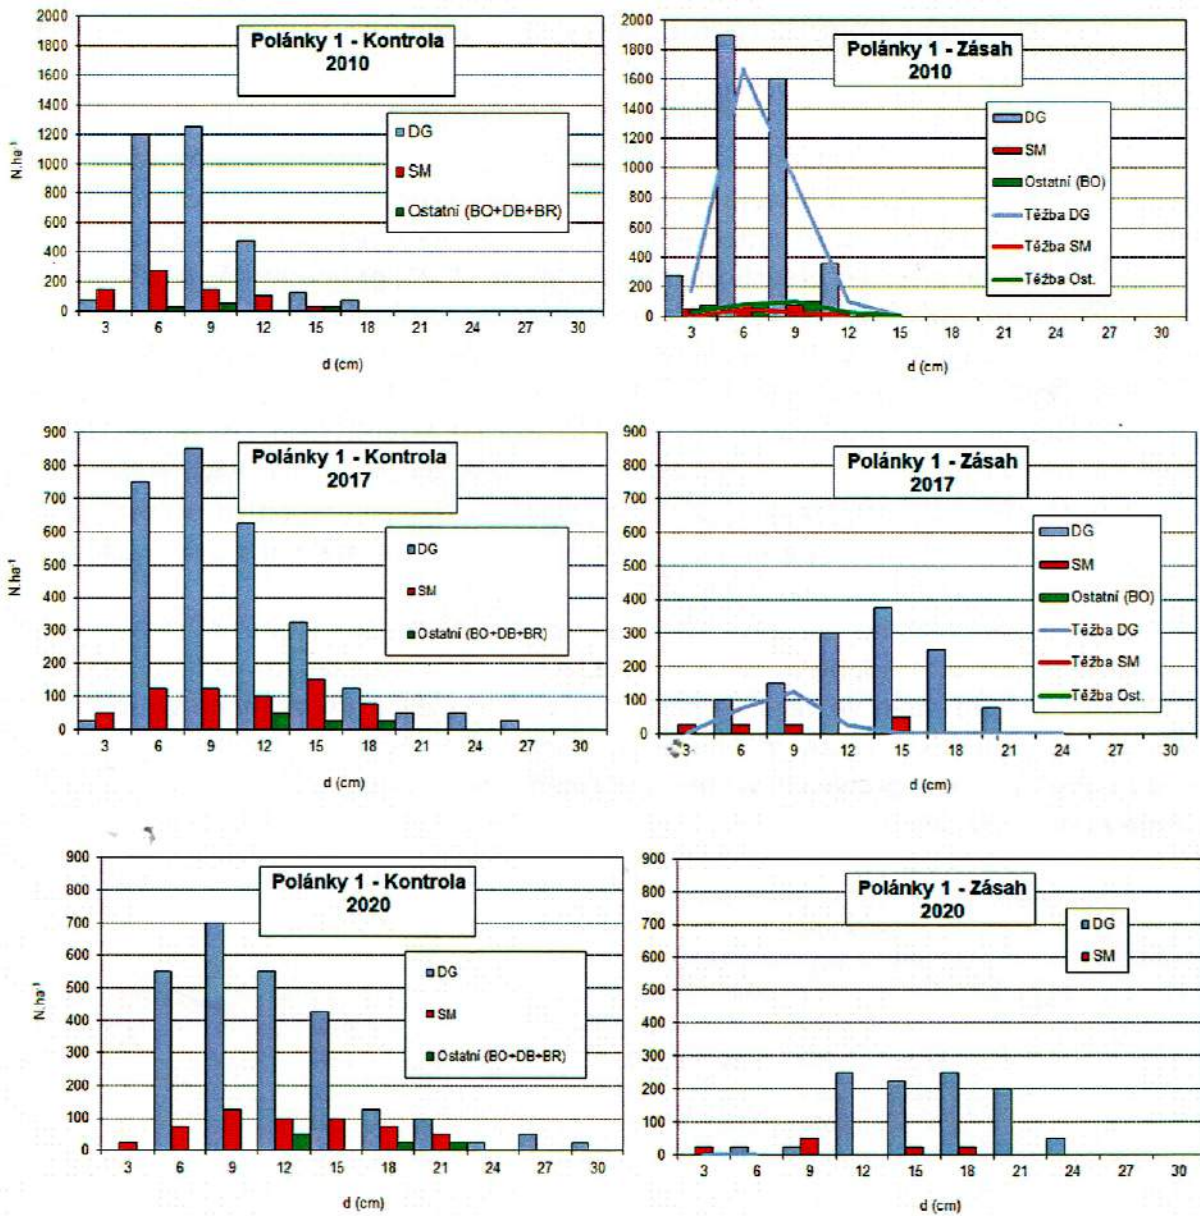 Polánky 1 - Kontrola
2010
N.ha⁻¹
2000
1800
1600
1400
1200
1000
800
600
400
200
0
DG
SM
Ostatní (BO+DB+BR)
3 6 9 12 15 18 21 24 27 30
d (cm)
Polánky 1 - Zásah
2010
2000
1800
1600
1400
1200
1000
800
600
400
200
0
DG
SM
Ostatní (BO)
Těžba DG
Těžba SM
Těžba Ost.
3 6 9 12 15 18 21 24 27 30
d (cm)
Polánky 1 - Kontrola
2017
N.ha⁻¹
900
800
700
600
500
400
300
200
100
0
DG
SM
Ostatní (BO+DB+BR)
3 6 9 12 15 18 21 24 27 30
d (cm)
Polánky 1 - Zásah
2017
900
800
700
600
500
400
300
200
100
0
DG
SM
Ostatní (BO)
Těžba DG
Těžba SM
Těžba Ost.
3 6 9 12 15 18 21 24 27 30
d (cm)
Polánky 1 - Kontrola
2020
N.ha⁻¹
900
800
700
600
500
400
300
200
100
0
DG
SM
Ostatní (BO+DB+BR)
3 6 9 12 15 18 21 24 27 30
d (cm)
Polánky 1 - Zásah
2020
900
800
700
600
500
400
300
200
100
0
DG
SM
3 6 9 12 15 18 21 24 27 30
d (cm)